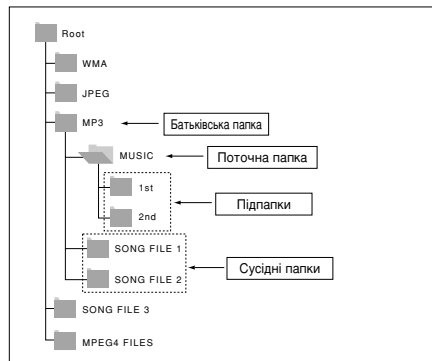 Root
WMA
JPEG
MP3
Батьківська папка
MUSIC
Поточна папка
1st
2nd
Підпапки
SONG FILE 1
SONG FILE 2
Сусідні папки
SONG FILE 3
MPEG4 FILES